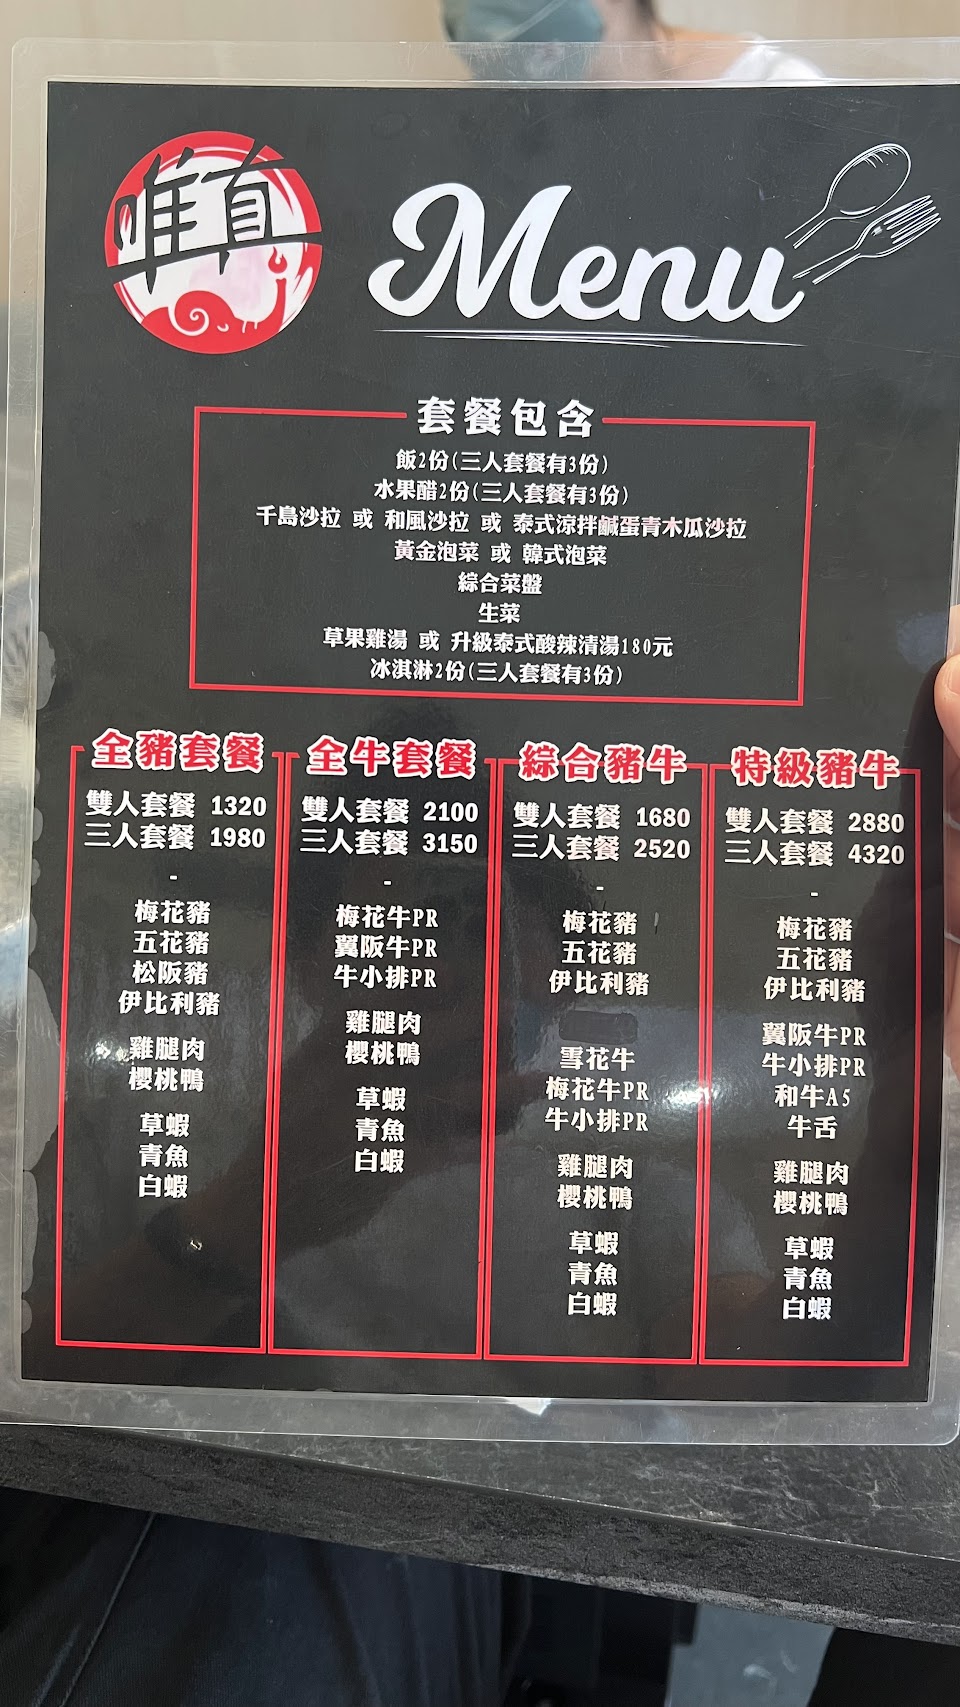 唯真
Menu
套餐包含
飯2份(三人套餐有3份)
水果醋2份(三人套餐有3份)
千島沙拉 或 和風沙拉 或 泰式涼拌鹹蛋青木瓜沙拉
黃金泡菜 或 韓式泡菜
綜合菜盤
生菜
草果雞湯 或 升級泰式酸辣清湯180元
冰淇淋2份(三人套餐有3份)
全豬套餐
雙人套餐 1320
三人套餐 1980
-
梅花豬
五花豬
松阪豬
伊比利豬
雞腿肉
櫻桃鴨
草蝦
青魚
白蝦
全牛套餐
雙人套餐 2100
三人套餐 3150
-
梅花牛PR
翼阪牛PR
牛小排PR
雞腿肉
櫻桃鴨
草蝦
青魚
白蝦
綜合豬牛
雙人套餐 1680
三人套餐 2520
-
梅花豬
五花豬
伊比利豬
雪花牛
梅花牛PR
牛小排PR
雞腿肉
櫻桃鴨
草蝦
青魚
白蝦
特級豬牛
雙人套餐 2880
三人套餐 4320
-
梅花豬
五花豬
伊比利豬
翼阪牛PR
牛小排PR
和牛A5
牛舌
雞腿肉
櫻桃鴨
草蝦
青魚
白蝦